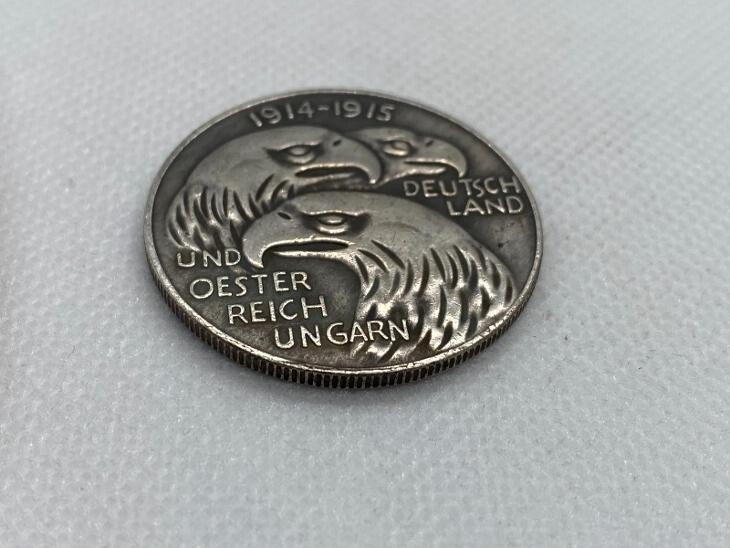 1914-1915
DEUTSCH
LAND
UND
OESTER
REICH
UNGARN